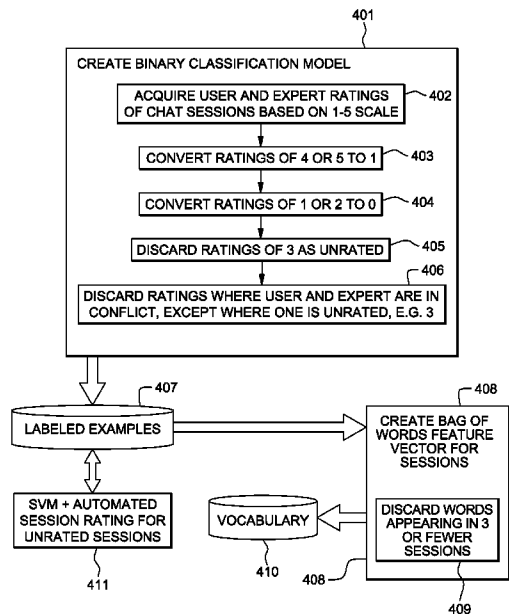 401
CREATE BINARY CLASSIFICATION MODEL
ACQUIRE USER AND EXPERT RATINGS
OF CHAT SESSIONS BASED ON 1-5 SCALE
402
CONVERT RATINGS OF 4 OR 5 TO 1
403
CONVERT RATINGS OF 1 OR 2 TO 0
404
DISCARD RATINGS OF 3 AS UNRATED
405
406
DISCARD RATINGS WHERE USER AND EXPERT ARE IN
CONFLICT, EXCEPT WHERE ONE IS UNRATED, E.G. 3
407
LABELED EXAMPLES
408
CREATE BAG OF
WORDS FEATURE
VECTOR FOR
SESSIONS
SVM + AUTOMATED
SESSION RATING FOR
UNRATED SESSIONS
411
VOCABULARY
410
DISCARD WORDS
APPEARING IN 3
OR FEWER
SESSIONS
408
409